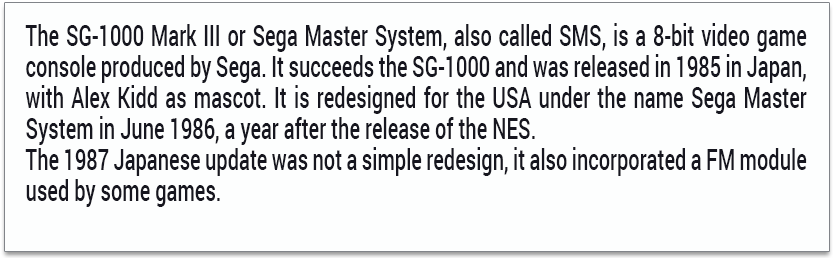 The SG-1000 Mark III or Sega Master System, also called SMS, is a 8-bit video game
console produced by Sega. It succeeds the SG-1000 and was released in 1985 in Japan,
with Alex Kidd as mascot. It is redesigned for the USA under the name Sega Master
System in June 1986, a year after the release of the NES.
The 1987 Japanese update was not a simple redesign, it also incorporated a FM module
used by some games.